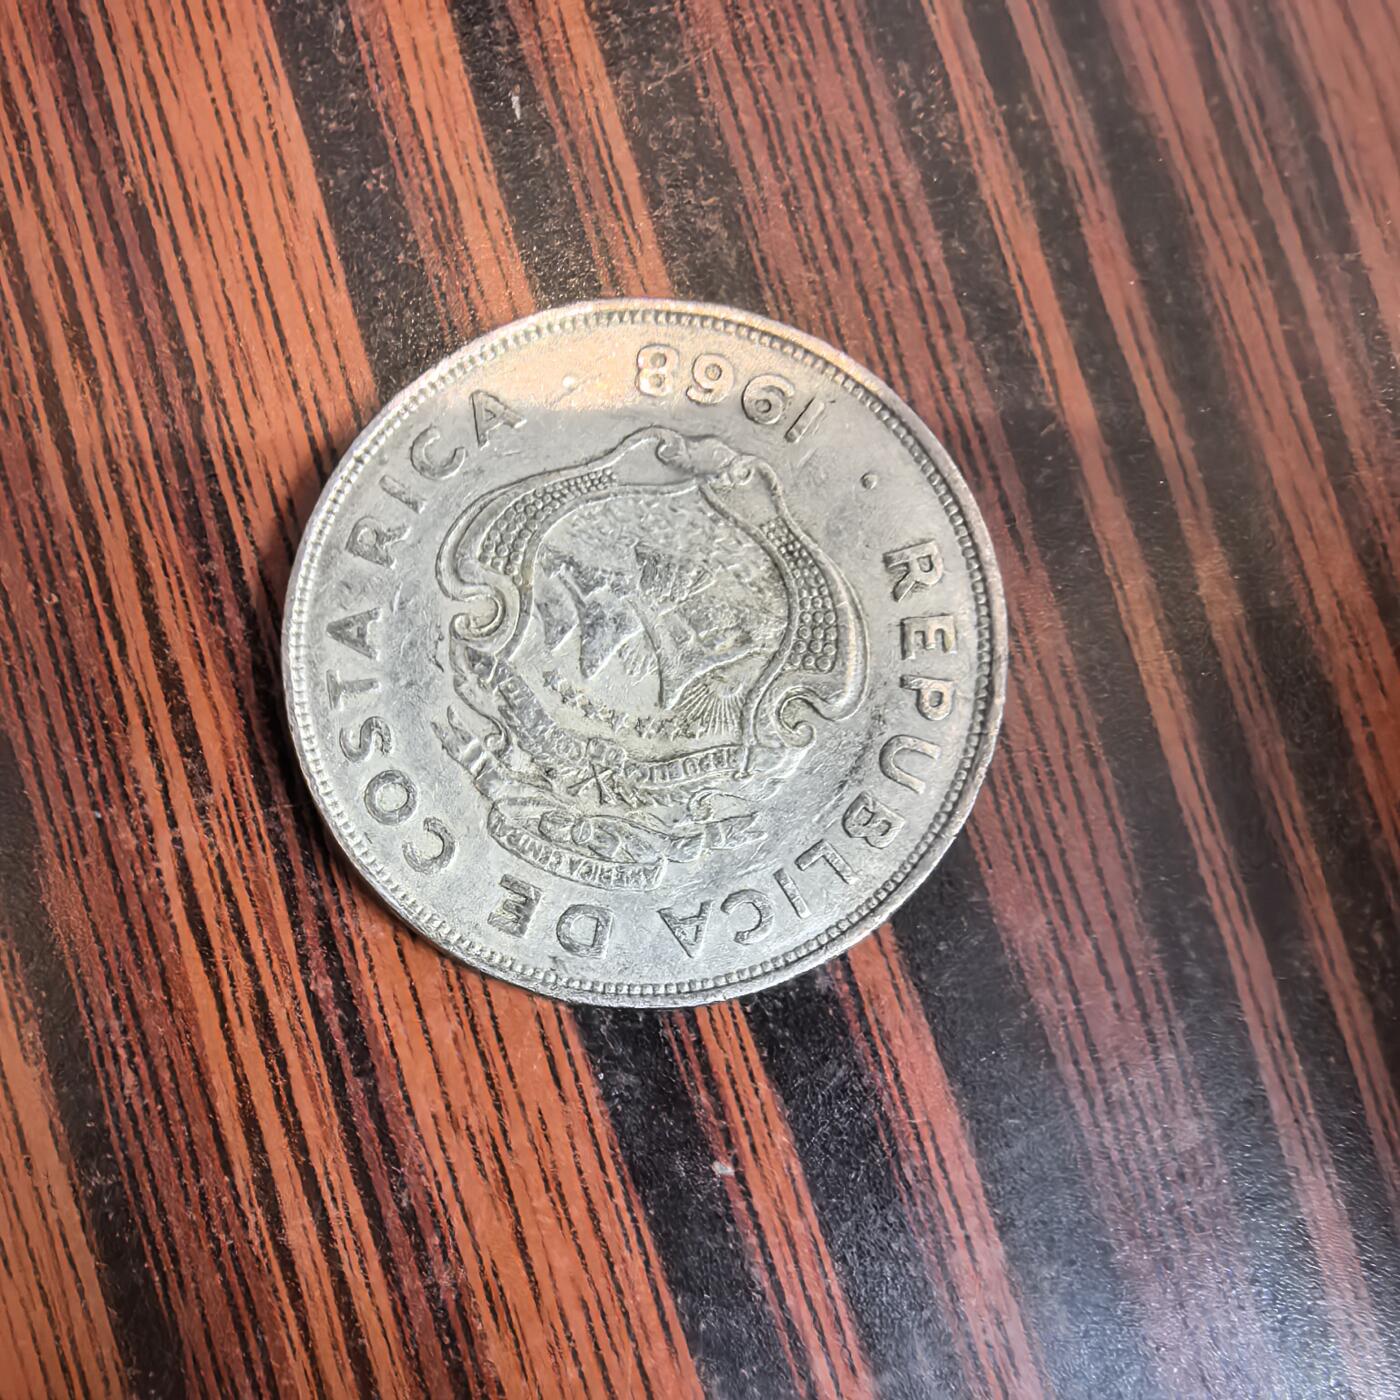 REPUBLICA DE COSTA RICA
1968
AMERICA CENTRAL
REPUBLICA